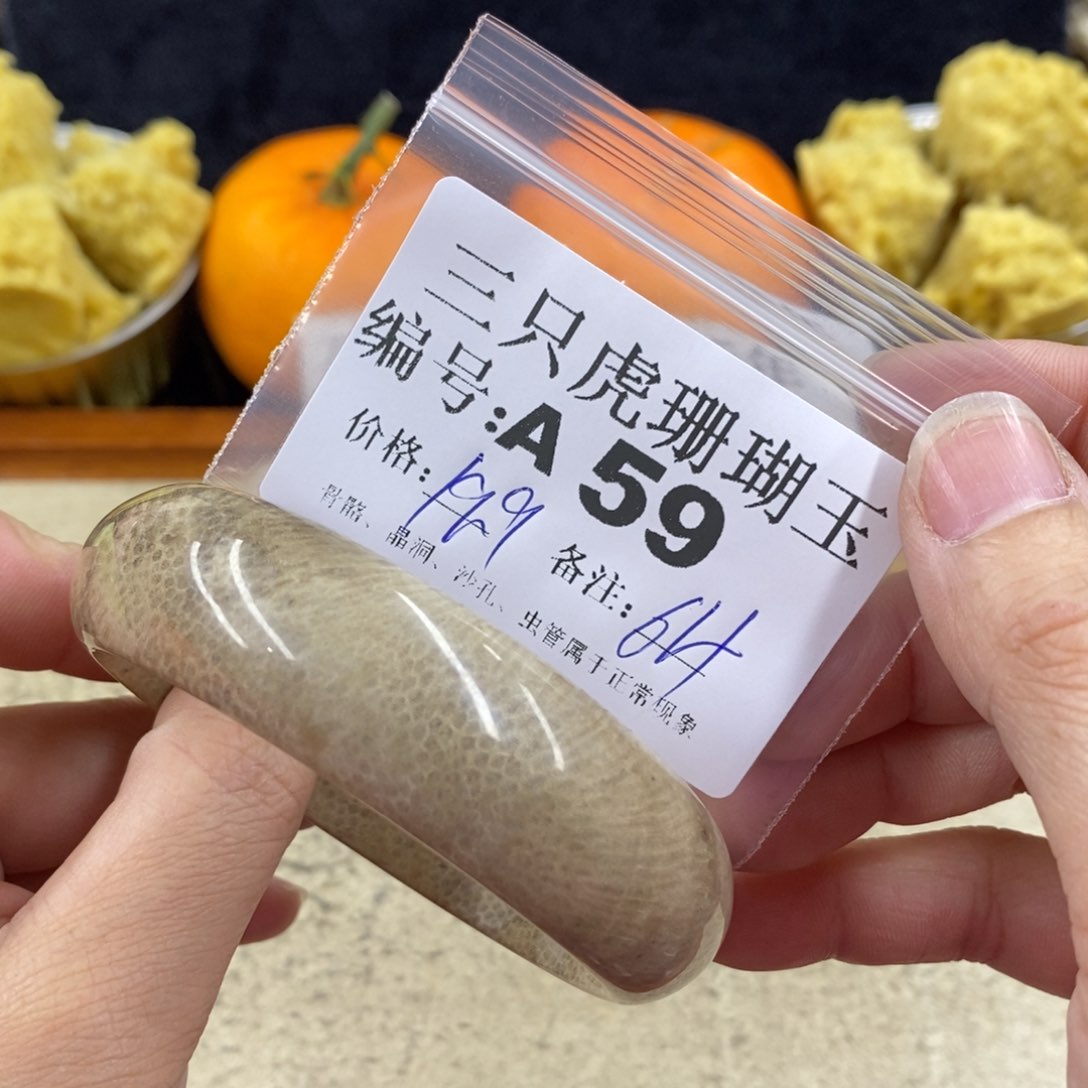 三只虎珊瑚玉
编号:A 59
价格:199 备注:64
骨骼、晶洞、沙孔、虫管属于正常现象